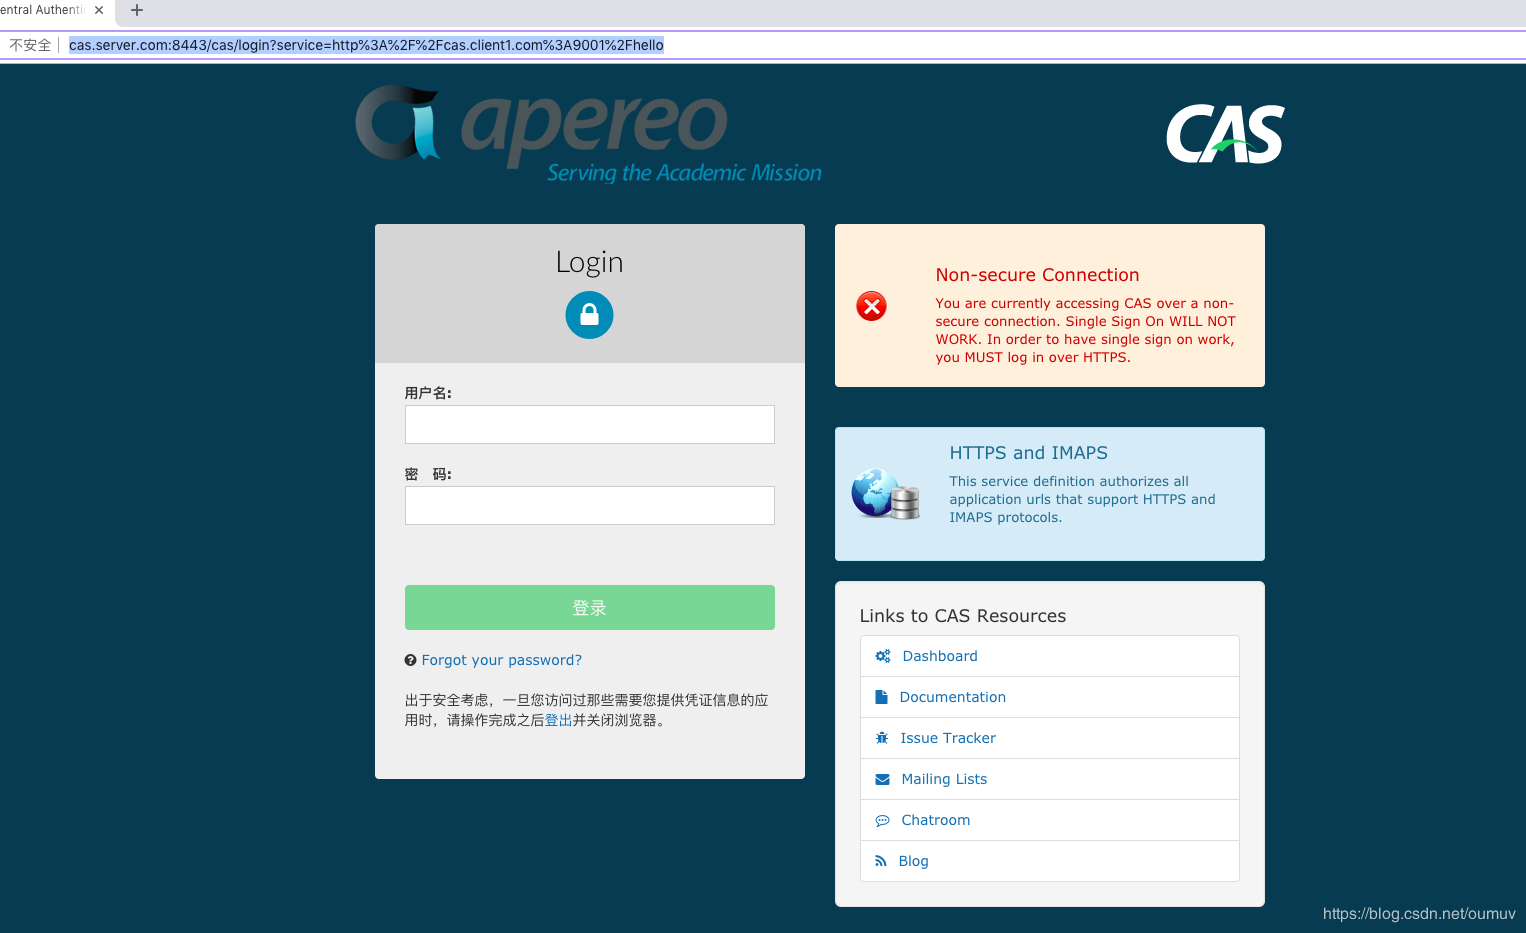 entral Authenti
不安全
cas.server.com:8443/cas/login?service=http%3A%2F%2Fcas.client1.com%3A9001%2Fhello
apereo
Serving the Academic Mission
CAS
Login
用户名:
密 码:
登录
Forgot your password?
出于安全考虑，一旦您访问过那些需要您提供凭证信息的应
用时，请操作完成之后登出并关闭浏览器。
Non-secure Connection
You are currently accessing CAS over a non-
secure connection. Single Sign On WILL NOT
WORK. In order to have single sign on work,
you MUST log in over HTTPS.
HTTPS and IMAPS
This service definition authorizes all
application urls that support HTTPS and
IMAPS protocols.
Links to CAS Resources
Dashboard
Documentation
Issue Tracker
Mailing Lists
Chatroom
Blog
https://blog.csdn.net/oumuv